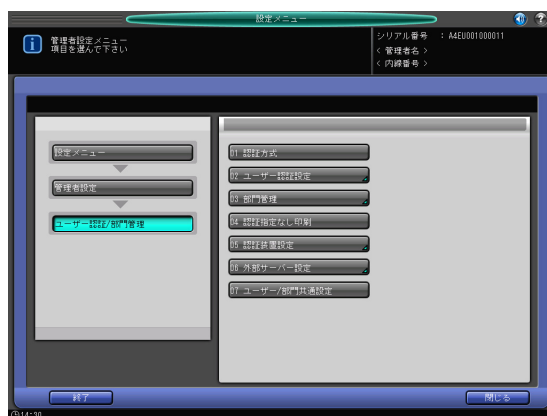 設定メニュー
管理者設定メニュー
項目を選んで下さい
シリアル番号 : A4EU001000011
< 管理者名 >
< 内線番号 >
設定メニュー
管理者設定
ユーザー認証/部門管理
01 認証方式
02 ユーザー認証設定
03 部門管理
04 認証指定なし印刷
05 認証装置設定
06 外部サーバー設定
07 ユーザー/部門共通設定
終了
閉じる
14:30